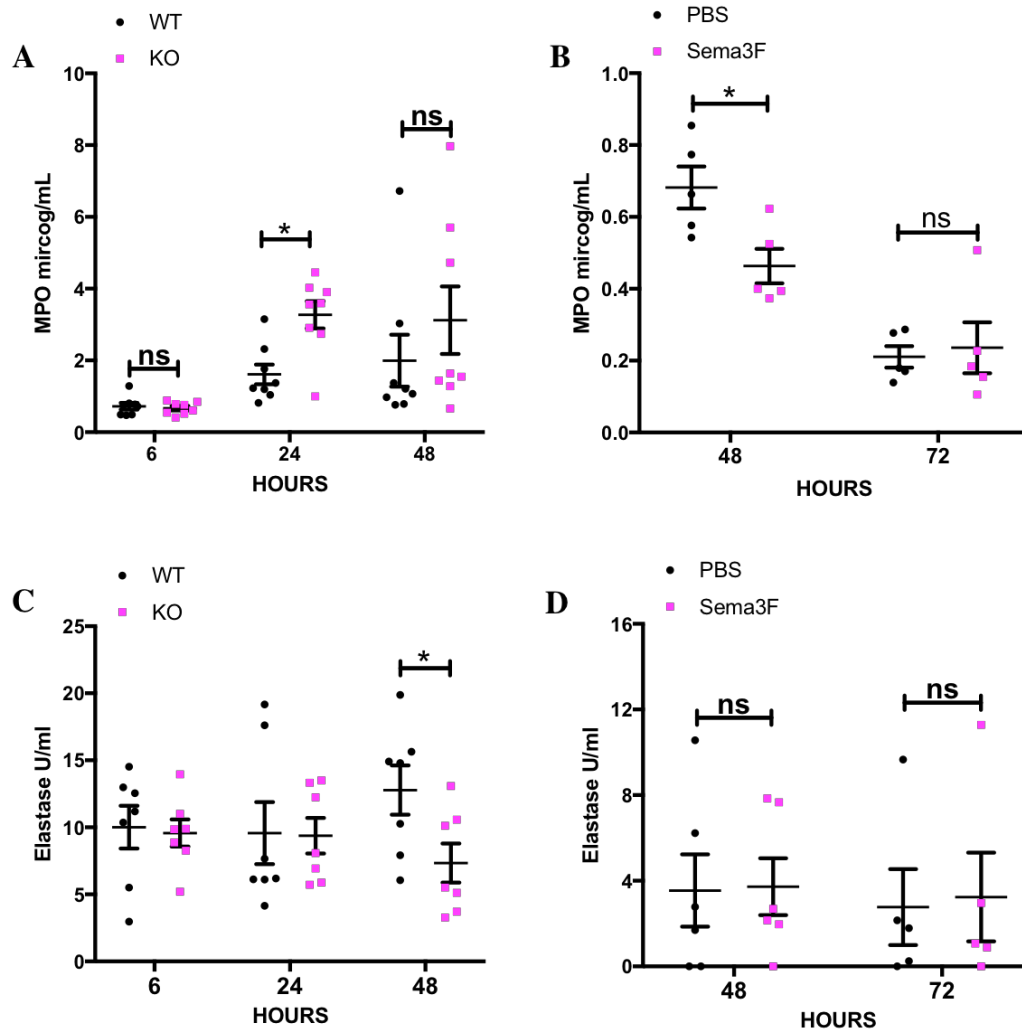 A
WT
KO
MPO mircog/mL
10
8
6
4
2
0
ns
*
ns
6 24 48
HOURS
B
PBS
Sema3F
MPO mircog/mL
1.0
0.8
0.6
0.4
0.2
0.0
*
ns
48 72
HOURS
C
WT
KO
Elastase U/ml
25
20
15
10
5
0
*
6 24 48
HOURS
D
PBS
Sema3F
Elastase U/ml
16
12
8
4
0
ns
ns
48 72
HOURS